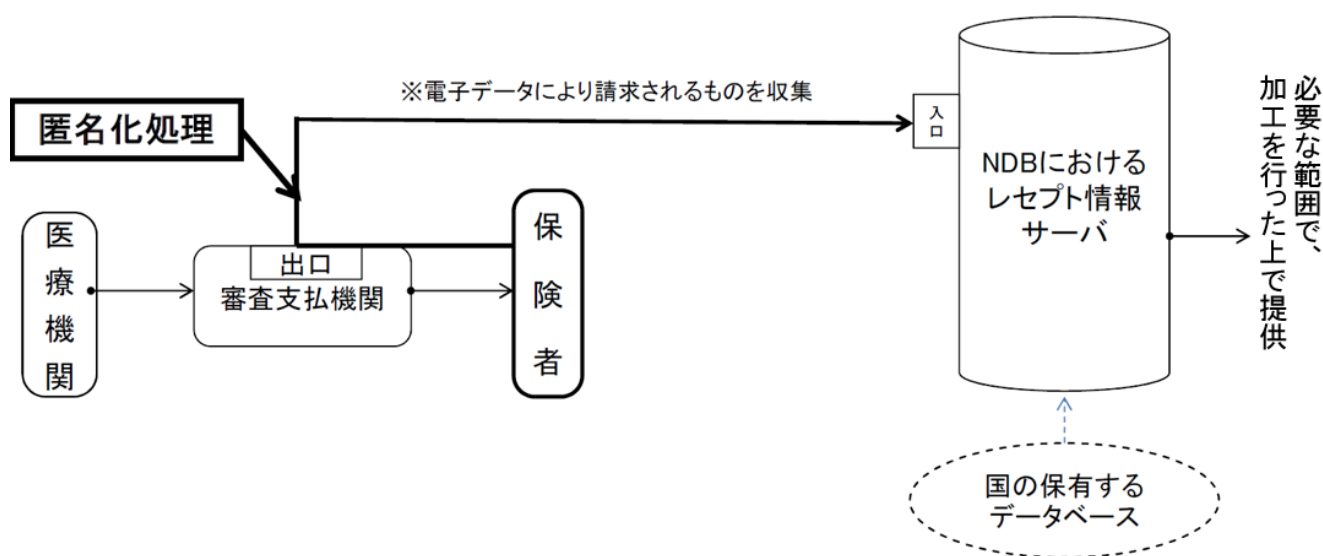 ※電子データにより請求されるものを収集
匿名化処理
医療機関
出口
審査支払機関
保険者
入口
NDBにおける
レセプト情報
サーバ
必要な範囲で、
加工を行った上で提供
国の保有する
データベース